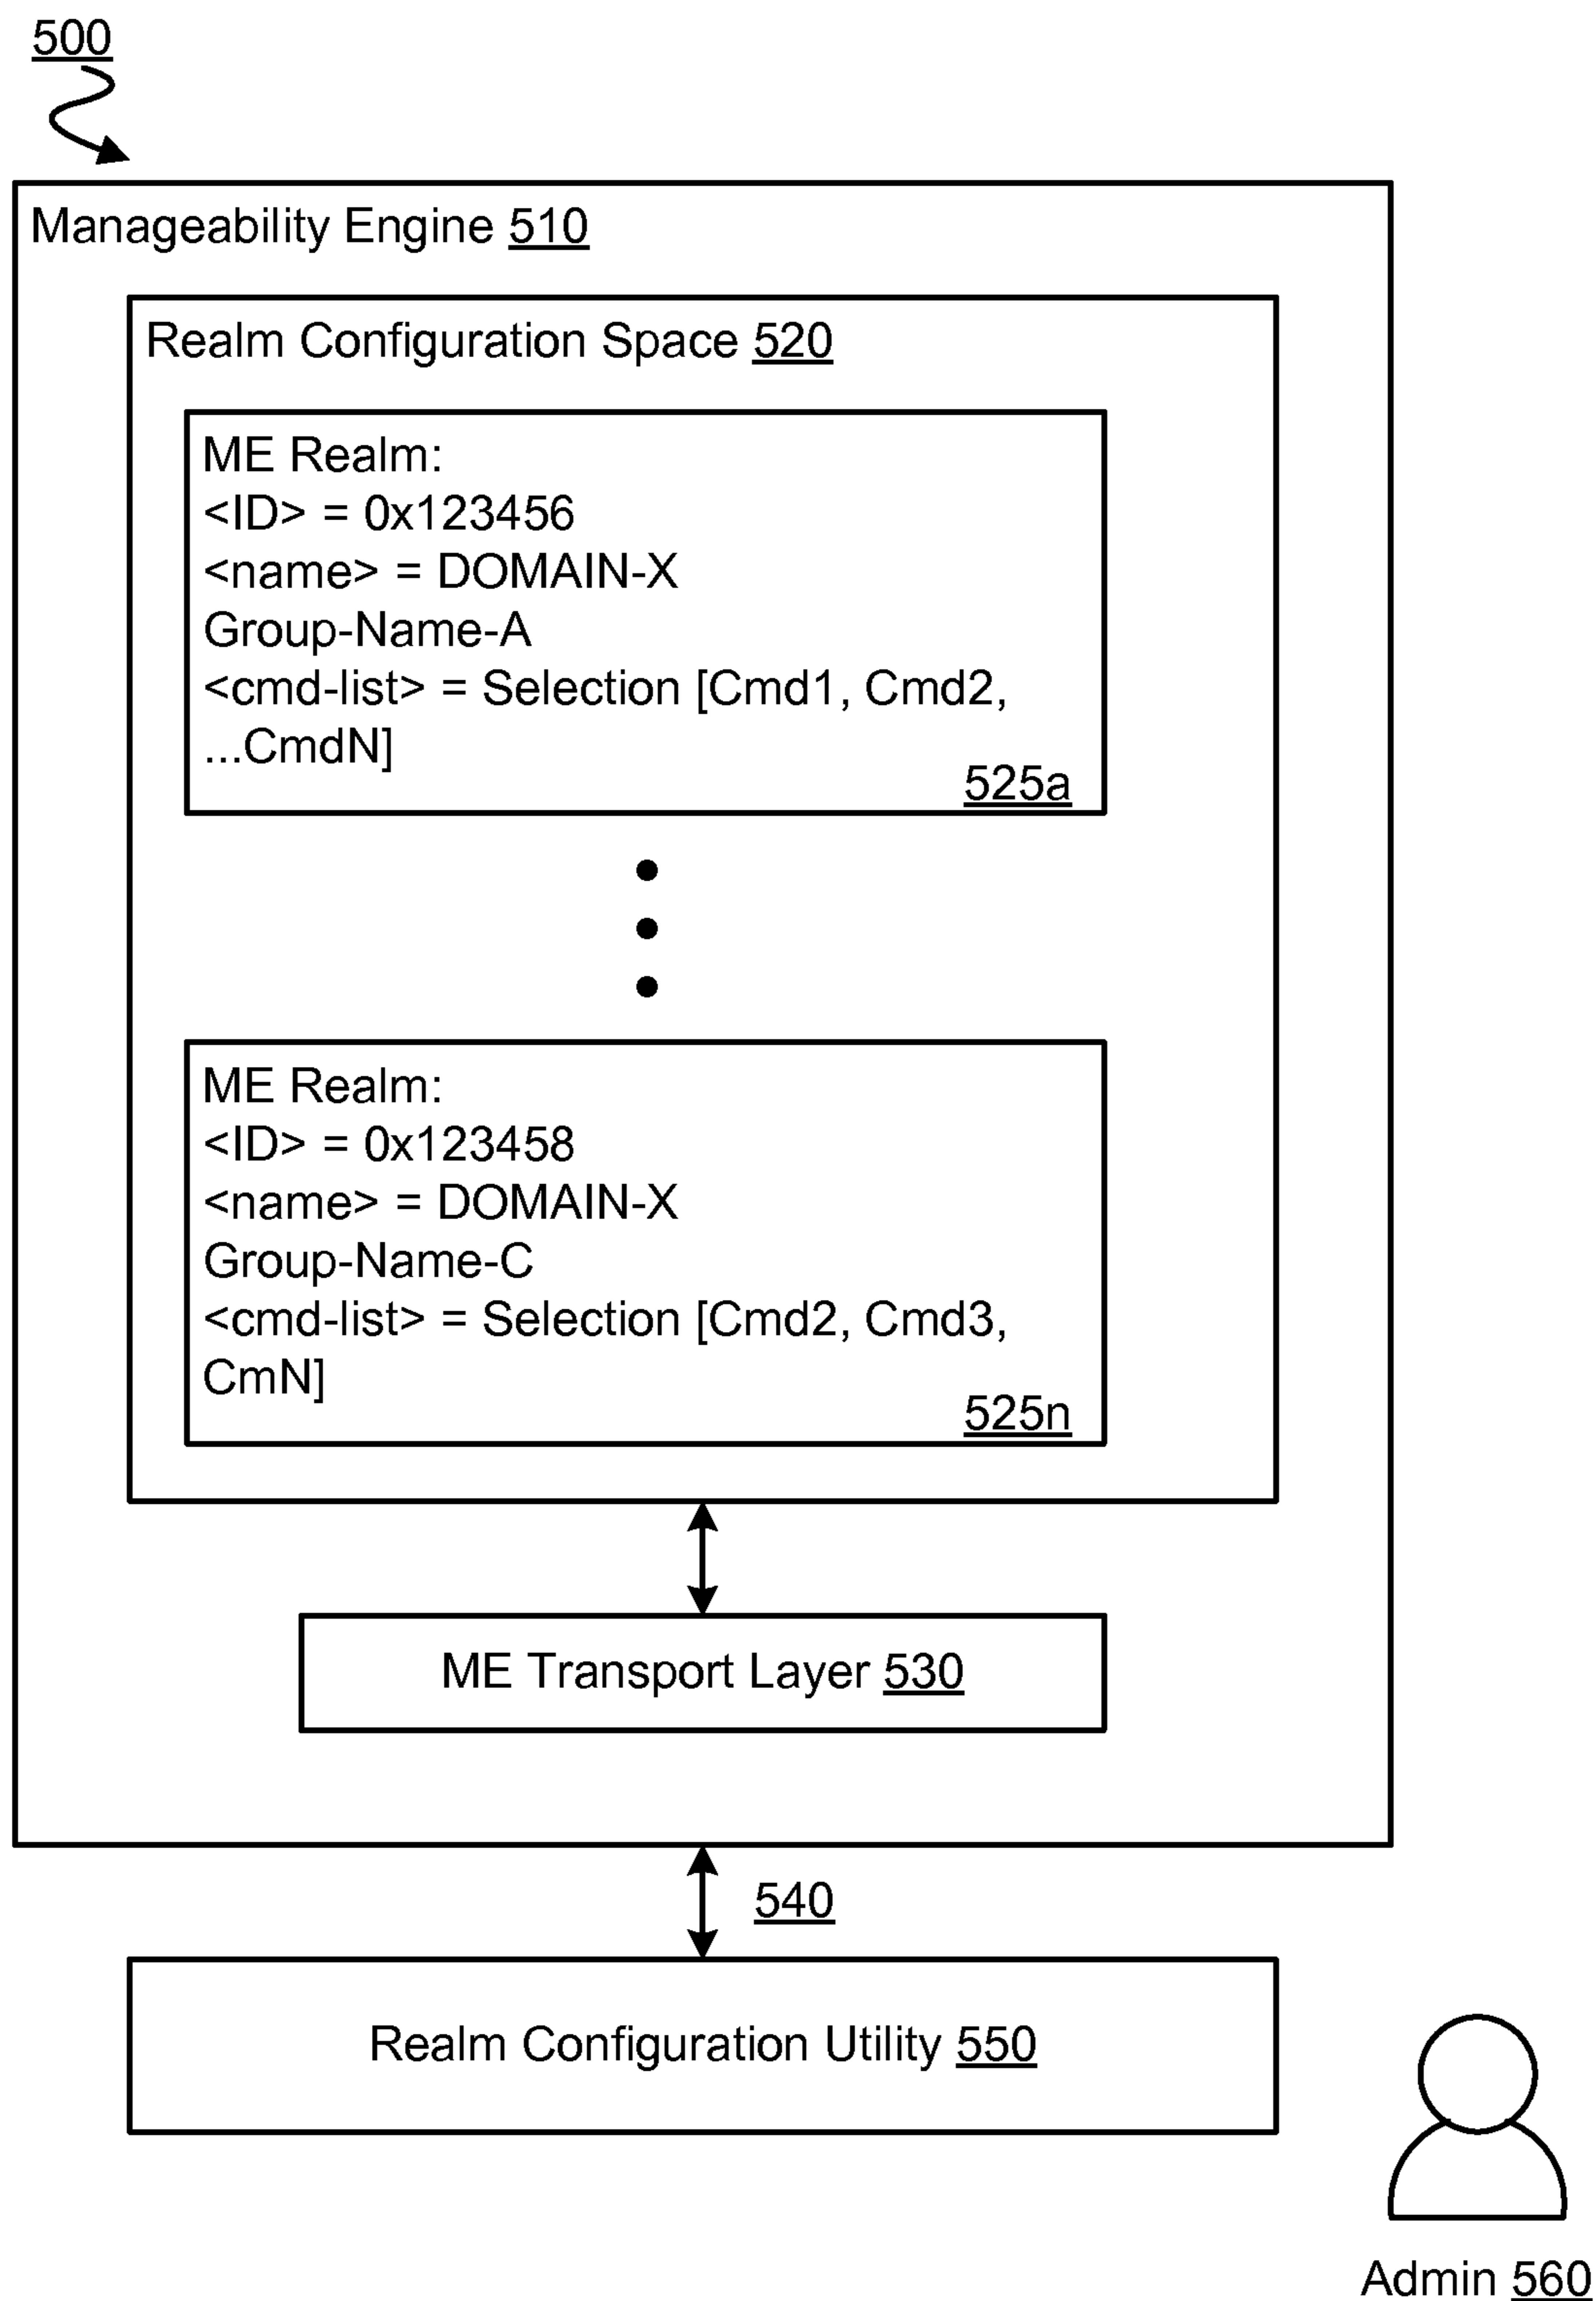 500
Manageability Engine 510
Realm Configuration Space 520
ME Realm:
<ID> = 0x123456
<name> = DOMAIN-X
Group-Name-A
<cmd-list> = Selection [Cmd1, Cmd2,
...CmdN]
525a
ME Realm:
<ID> = 0x123458
<name> = DOMAIN-X
Group-Name-C
<cmd-list> = Selection [Cmd2, Cmd3,
CmN]
525n
ME Transport Layer 530
540
Realm Configuration Utility 550
Admin 560